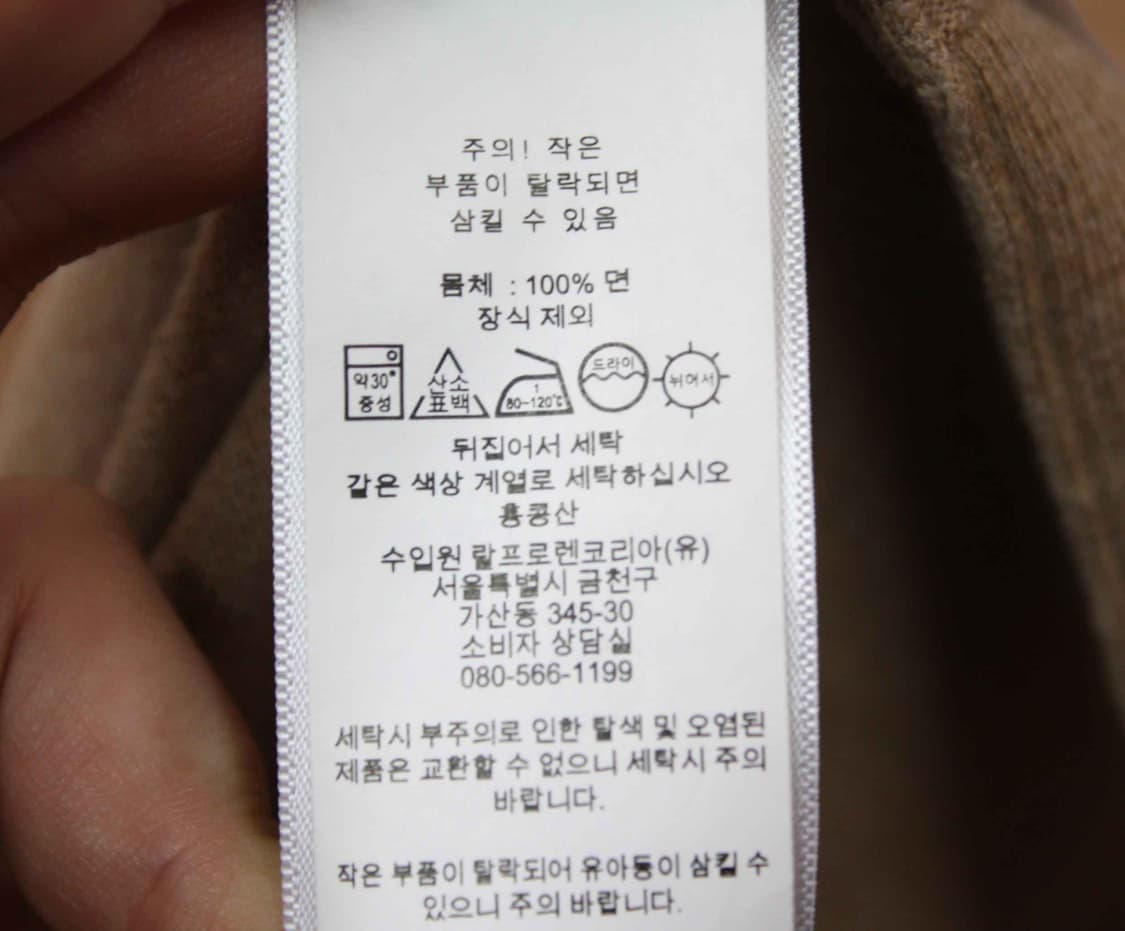 주의! 작은
부품이 탈락되면
삼킬 수 있음
몸체 : 100% 면
장식 제외
약30°
중성
산소
표백
1
80~120℃
드라이
뉘어서
뒤집어서 세탁
같은 색상 계열로 세탁하십시오
홍콩산
수입원 랄프로렌코리아(유)
서울특별시 금천구
가산동 345-30
소비자 상담실
080-566-1199
세탁시 부주의로 인한 탈색 및 오염된
제품은 교환할 수 없으니 세탁시 주의
바랍니다.
작은 부품이 탈락되어 유아동이 삼킬 수
있으니 주의 바랍니다.